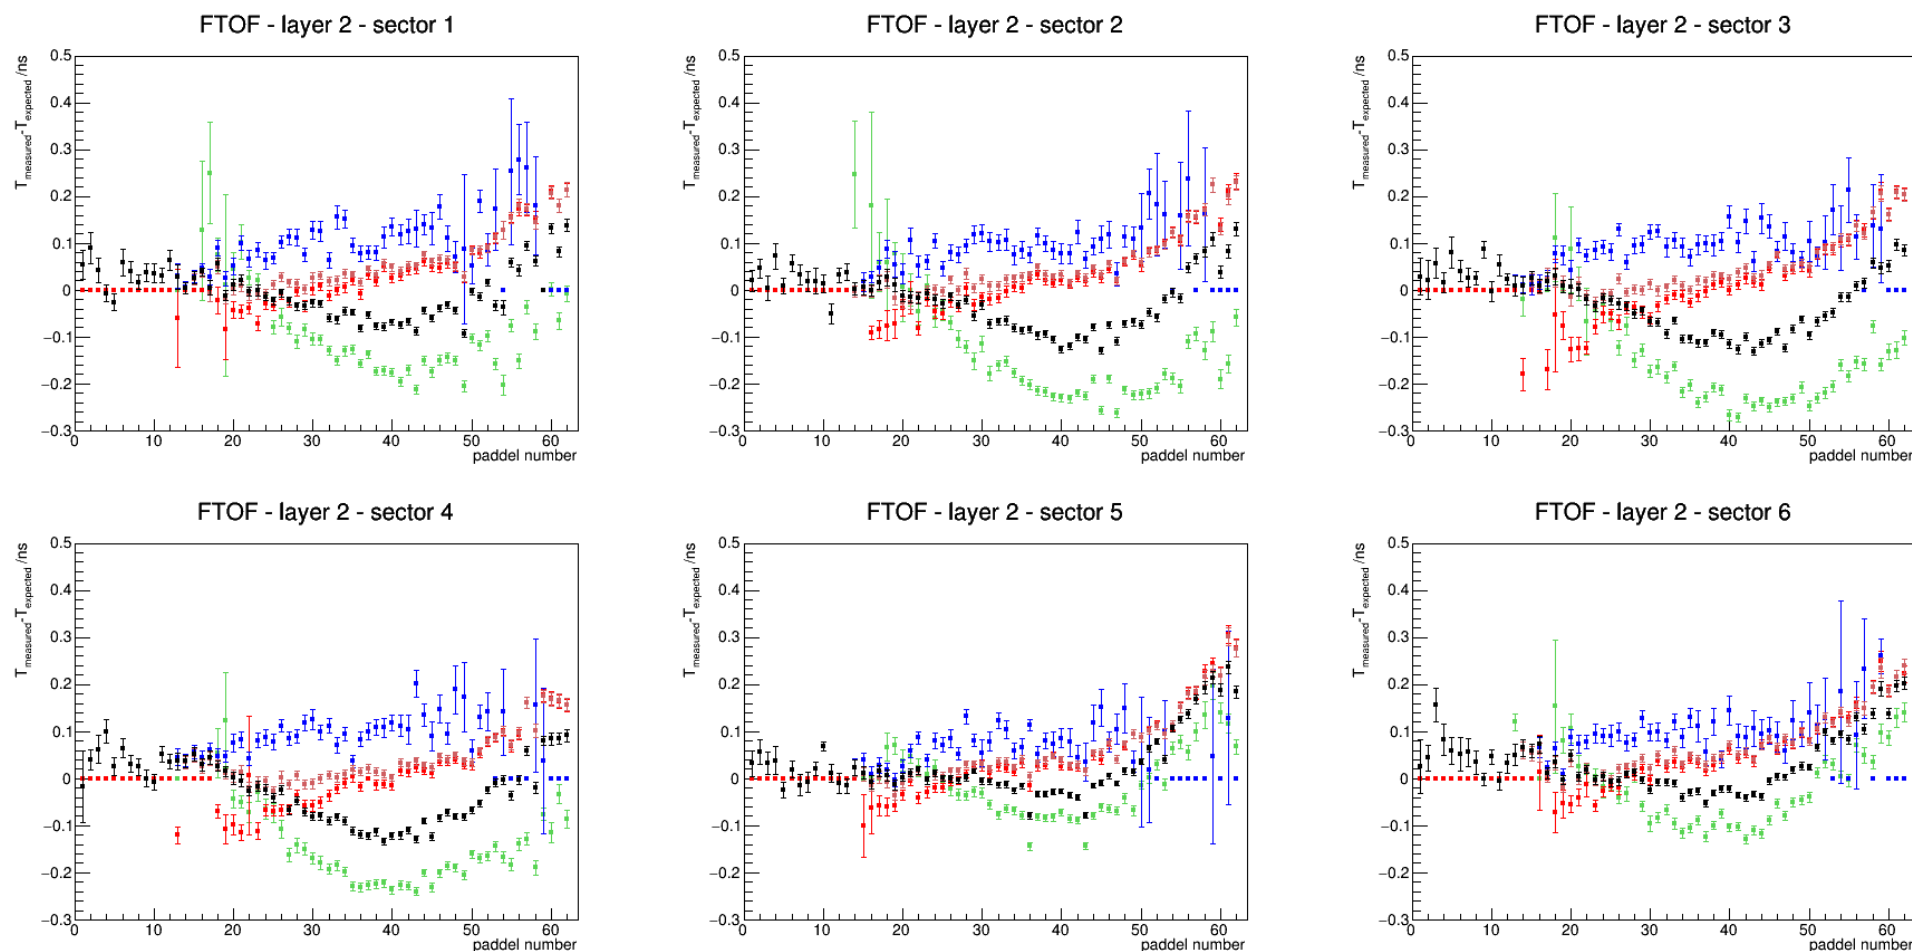 FTOF - layer 2 - sector 1
T measured-T expected /ns
0.5
0.4
0.3
0.2
0.1
0
−0.1
−0.2
−0.3
0 10 20 30 40 50 60
paddel number
FTOF - layer 2 - sector 2
T measured-T expected /ns
0.5
0.4
0.3
0.2
0.1
0
−0.1
−0.2
−0.3
0 10 20 30 40 50 60
paddel number
FTOF - layer 2 - sector 3
T measured-T expected /ns
0.5
0.4
0.3
0.2
0.1
0
−0.1
−0.2
−0.3
0 10 20 30 40 50 60
paddel number
FTOF - layer 2 - sector 4
T measured-T expected /ns
0.5
0.4
0.3
0.2
0.1
0
−0.1
−0.2
−0.3
0 10 20 30 40 50 60
paddel number
FTOF - layer 2 - sector 5
T measured-T expected /ns
0.5
0.4
0.3
0.2
0.1
0
−0.1
−0.2
−0.3
0 10 20 30 40 50 60
paddel number
FTOF - layer 2 - sector 6
T measured-T expected /ns
0.5
0.4
0.3
0.2
0.1
0
−0.1
−0.2
−0.3
0 10 20 30 40 50 60
paddel number